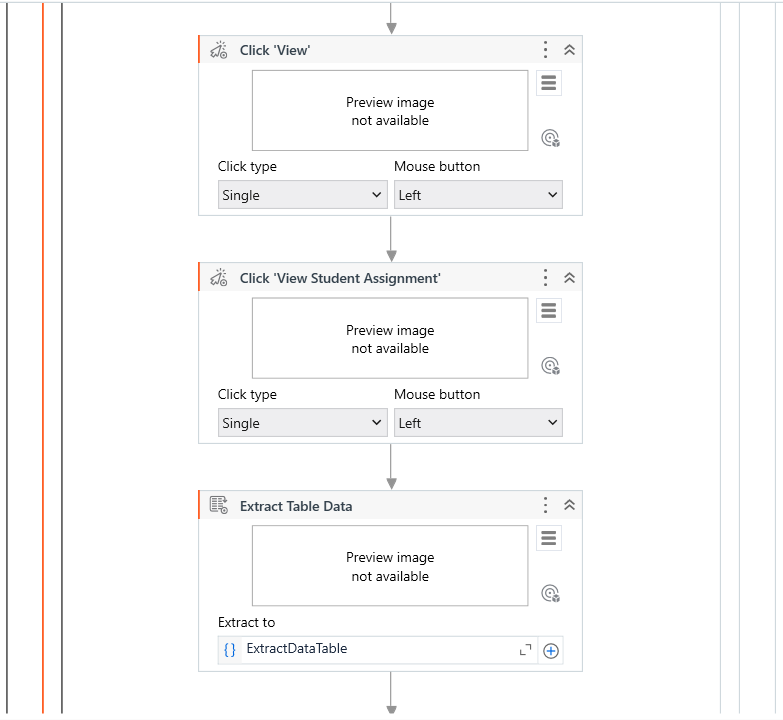 Click 'View'
Preview image
not available
Click type Mouse button
Single Left
Click 'View Student Assignment'
Preview image
not available
Click type Mouse button
Single Left
Extract Table Data
Preview image
not available
Extract to
{} ExtractDataTable